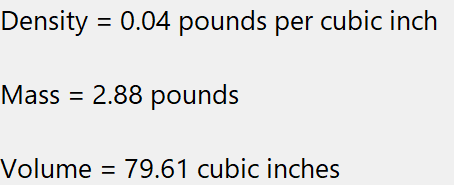 Density = 0.04 pounds per cubic inch
Mass = 2.88 pounds
Volume = 79.61 cubic inches